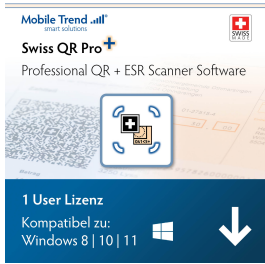 Mobile Trend
smart solutions
SWISS
MADE
Swiss QR Pro+
Professional QR + ESR Scanner Software
1 User Lizenz
Kompatibel zu:
Windows 8 | 10 | 11